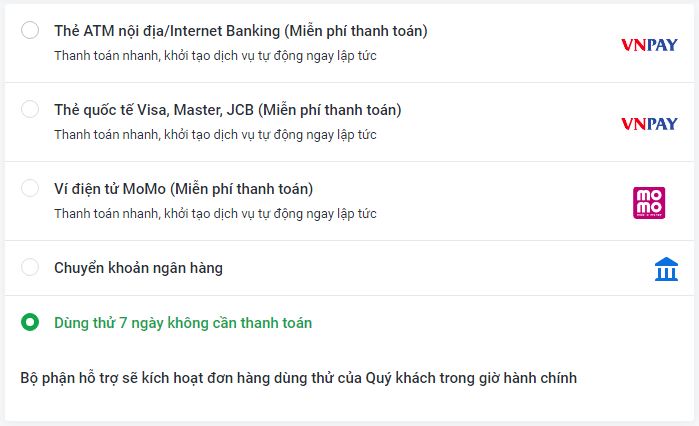 Thẻ ATM nội địa/Internet Banking (Miễn phí thanh toán)
Thanh toán nhanh, khởi tạo dịch vụ tự động ngay lập tức
VNPAY
Thẻ quốc tế Visa, Master, JCB (Miễn phí thanh toán)
Thanh toán nhanh, khởi tạo dịch vụ tự động ngay lập tức
VNPAY
Ví điện tử MoMo (Miễn phí thanh toán)
Thanh toán nhanh, khởi tạo dịch vụ tự động ngay lập tức
mo
mo
Chuyển khoản ngân hàng
Dùng thử 7 ngày không cần thanh toán
Bộ phận hỗ trợ sẽ kích hoạt đơn hàng dùng thử của Quý khách trong giờ hành chính